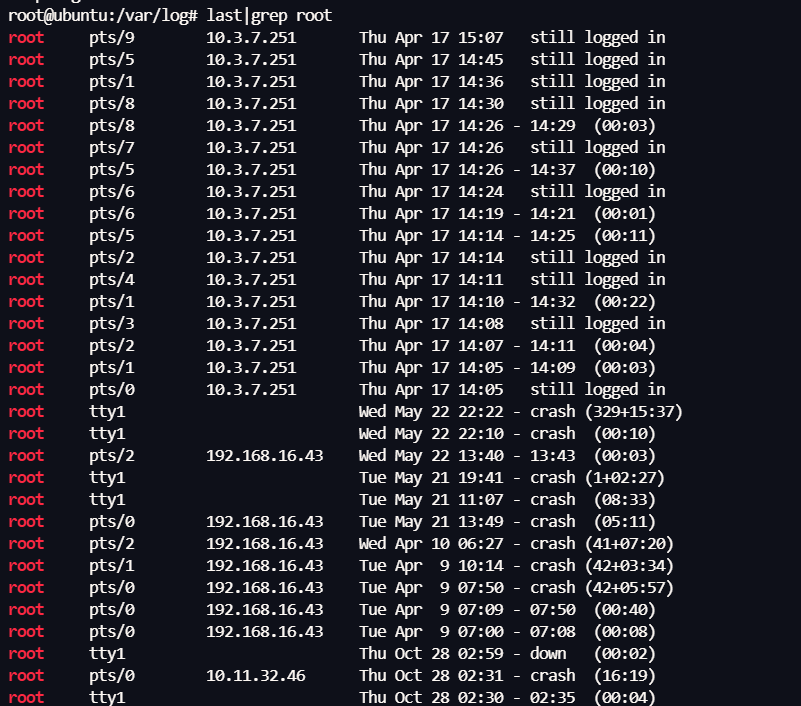 root@ubuntu:/var/log# last|grep root
root     pts/9        10.3.7.251       Thu Apr 17 15:07   still logged in
root     pts/5        10.3.7.251       Thu Apr 17 14:45   still logged in
root     pts/1        10.3.7.251       Thu Apr 17 14:36   still logged in
root     pts/8        10.3.7.251       Thu Apr 17 14:30   still logged in
root     pts/8        10.3.7.251       Thu Apr 17 14:26 - 14:29  (00:03)
root     pts/7        10.3.7.251       Thu Apr 17 14:26   still logged in
root     pts/5        10.3.7.251       Thu Apr 17 14:26 - 14:37  (00:10)
root     pts/6        10.3.7.251       Thu Apr 17 14:24   still logged in
root     pts/6        10.3.7.251       Thu Apr 17 14:19 - 14:21  (00:01)
root     pts/5        10.3.7.251       Thu Apr 17 14:14 - 14:25  (00:11)
root     pts/2        10.3.7.251       Thu Apr 17 14:14   still logged in
root     pts/4        10.3.7.251       Thu Apr 17 14:11   still logged in
root     pts/1        10.3.7.251       Thu Apr 17 14:10 - 14:32  (00:22)
root     pts/3        10.3.7.251       Thu Apr 17 14:08   still logged in
root     pts/2        10.3.7.251       Thu Apr 17 14:07 - 14:11  (00:04)
root     pts/1        10.3.7.251       Thu Apr 17 14:05 - 14:09  (00:03)
root     pts/0        10.3.7.251       Thu Apr 17 14:05   still logged in
root     tty1                          Wed May 22 22:22 - crash (329+15:37)
root     tty1                          Wed May 22 22:10 - crash  (00:10)
root     pts/2        192.168.16.43    Wed May 22 13:40 - 13:43  (00:03)
root     tty1                          Tue May 21 19:41 - crash (1+02:27)
root     tty1                          Tue May 21 11:07 - crash  (08:33)
root     pts/0        192.168.16.43    Tue May 21 13:49 - crash  (05:11)
root     pts/2        192.168.16.43    Wed Apr 10 06:27 - crash (41+07:20)
root     pts/1        192.168.16.43    Tue Apr  9 10:14 - crash (42+03:34)
root     pts/0        192.168.16.43    Tue Apr  9 07:50 - crash (42+05:57)
root     pts/0        192.168.16.43    Tue Apr  9 07:09 - 07:50  (00:40)
root     pts/0        192.168.16.43    Tue Apr  9 07:00 - 07:08  (00:08)
root     tty1                          Thu Oct 28 02:59 - down   (00:02)
root     pts/0        10.11.32.46      Thu Oct 28 02:31 - crash  (16:19)
root     tty1                          Thu Oct 28 02:30 - 02:35  (00:04)